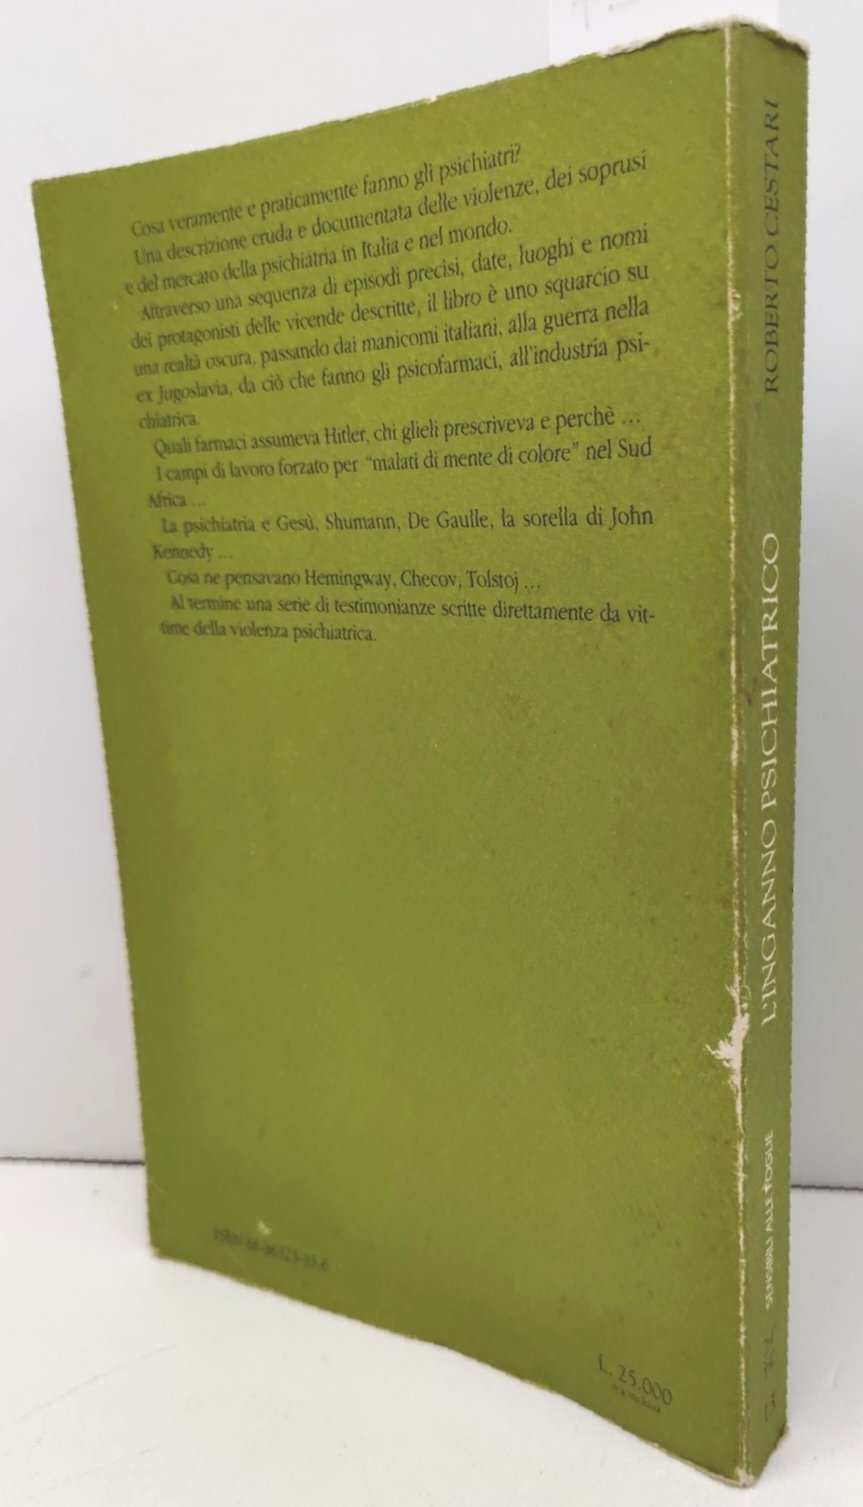 Cosa veramente e praticamente fanno gli psichiatri?
Una descrizione cruda e documentata delle violenze, dei soprusi
e del mercato della psichiatria in Italia e nel mondo.
Attraverso una sequenza di episodi precisi, date, luoghi e nomi
dei protagonisti delle vicende descritte, il libro è uno squarcio su
una realtà oscura, passando dai manicomi italiani, alla guerra nella
ex Jugoslavia, da ciò che fanno gli psicofarmaci, all'industria psi-
chiatrica.
Quali farmaci assumeva Hitler, chi glieli prescriveva e perchè ...
I campi di lavoro forzato per “malati di mente di colore” nel Sud
Africa ...
La psichiatria e Gesù, Shumann, De Gaulle, la sorella di John
Kennedy ...
Cosa ne pensavano Hemingway, Checov, Tolstoj ...
Al termine una serie di testimonianze scritte direttamente da vit-
time della violenza psichiatrica.
ISBN
L. 25.000
ROBERTO CESTARI
L'INGANNO PSICHIATRICO
SENSIBILI ALLE FOGLIE